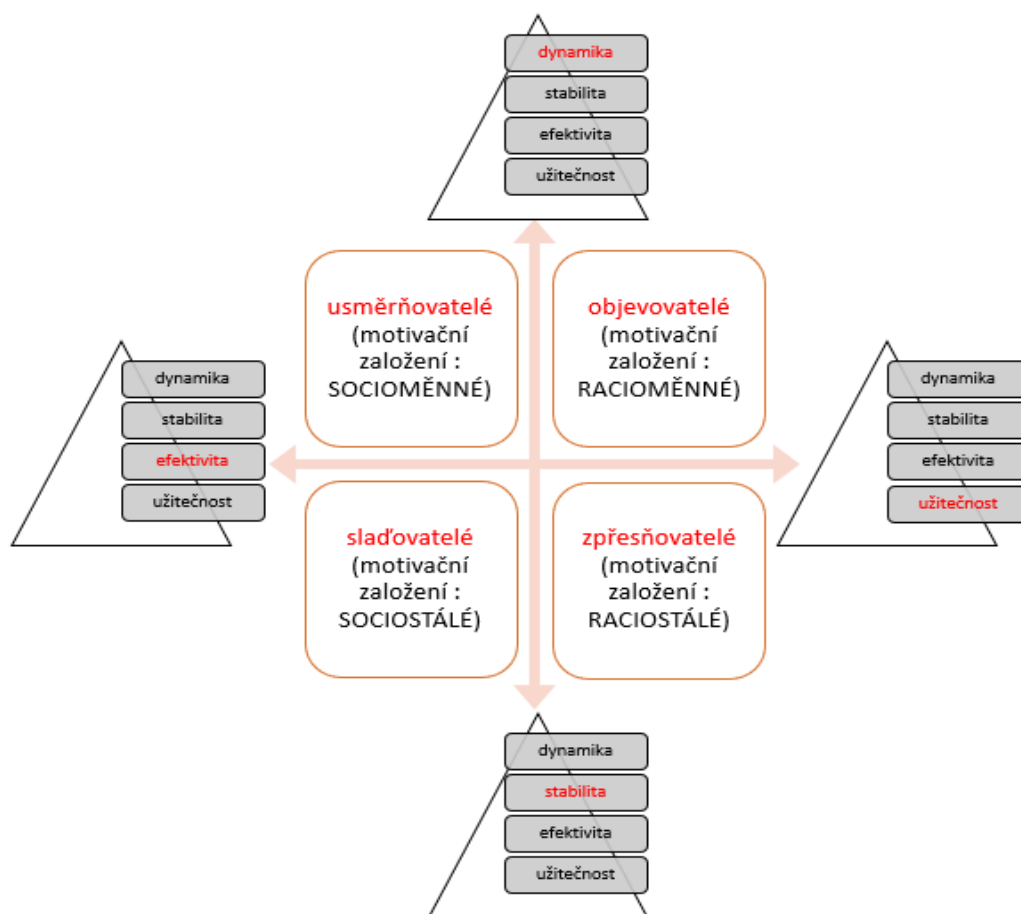 dynamika
stabilita
efektivita
užitečnost
usměrňovatelé
(motivační
založení :
SOCIOMĚNNÉ)
objevovatelé
(motivační
založení :
RACIOMĚNNÉ)
dynamika
stabilita
efektivita
užitečnost
dynamika
stabilita
efektivita
užitečnost
slaďovatelé
(motivační
založení :
SOCIOSTÁLÉ)
zpřesňovatelé
(motivační
založení :
RACIOSTÁLÉ)
dynamika
stabilita
efektivita
užitečnost